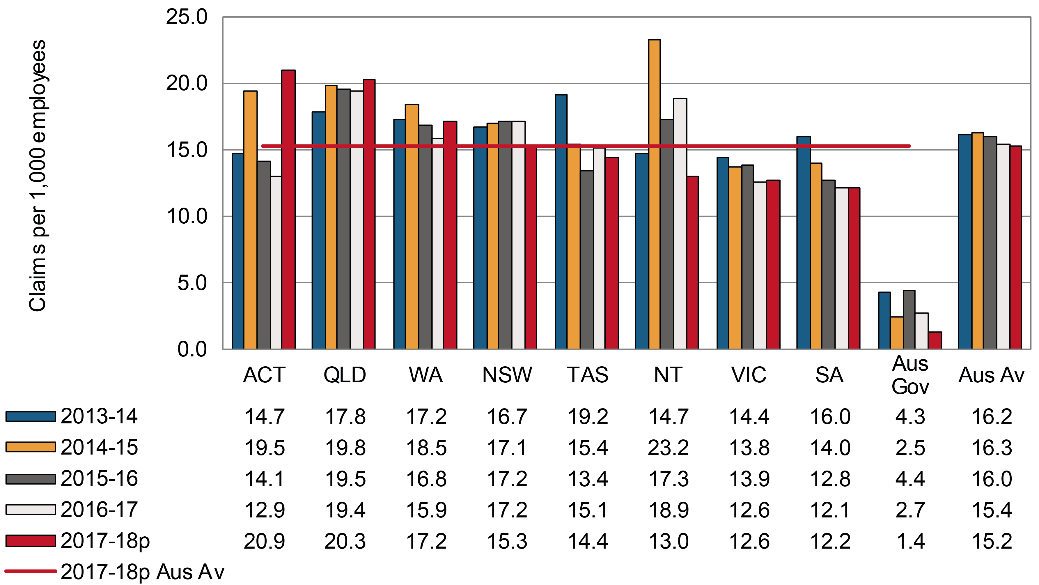 25.0
20.0
15.0
10.0
5.0
0.0
Claims per 1,000 employees
ACT QLD WA NSW TAS NT VIC SA Aus Gov Aus Av
2013-14 14.7 17.8 17.2 16.7 19.2 14.7 14.4 16.0 4.3 16.2
2014-15 19.5 19.8 18.5 17.1 15.4 23.2 13.8 14.0 2.5 16.3
2015-16 14.1 19.5 16.8 17.2 13.4 17.3 13.9 12.8 4.4 16.0
2016-17 12.9 19.4 15.9 17.2 15.1 18.9 12.6 12.1 2.7 15.4
2017-18p 20.9 20.3 17.2 15.3 14.4 13.0 12.6 12.2 1.4 15.2
2017-18p Aus Av